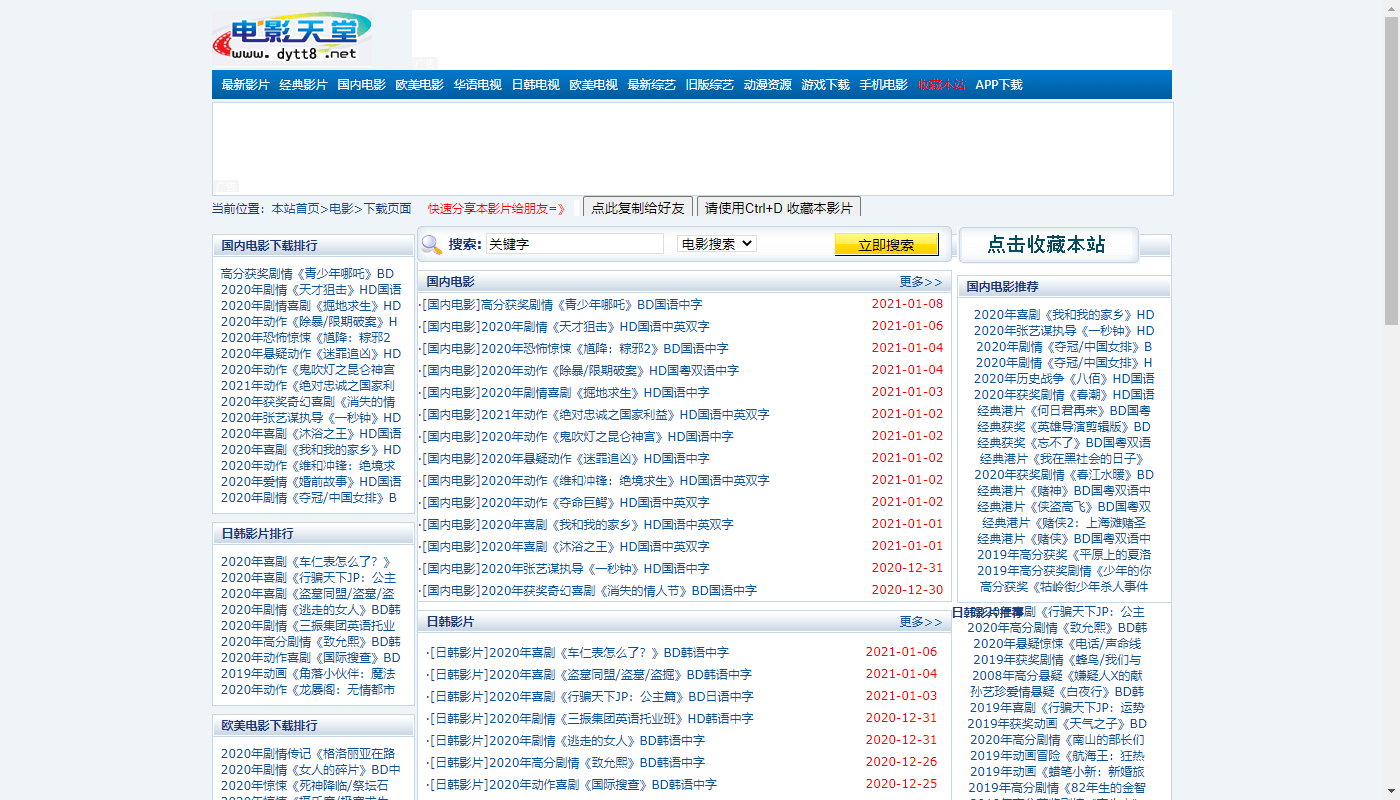 电影天堂
www. dytt8 .net
最新影片 经典影片 国内电影 欧美电影 华语电视 日韩电视 欧美电视 最新综艺 旧版综艺 动漫资源 游戏下载 手机电影 收藏本站 APP下载
当前位置：本站首页>电影>下载页面 快速分享本影片给朋友=》 点此复制给好友 请使用Ctrl+D 收藏本影片
搜索: 关键字 电影搜索 立即搜索
点击收藏本站
国内电影下载排行
高分获奖剧情《青少年哪吒》BD
2020年剧情《天才狙击》HD国语
2020年剧情喜剧《掘地求生》HD
2020年动作《除暴/限期破案》H
2020年恐怖惊悚《馗降：粽邪2
2020年悬疑动作《迷罪追凶》HD
2020年动作《鬼吹灯之昆仑神宫
2021年动作《绝对忠诚之国家利
2020年获奖奇幻喜剧《消失的情
2020年张艺谋执导《一秒钟》HD
2020年喜剧《沐浴之王》HD国语
2020年喜剧《我和我的家乡》HD
2020年动作《维和冲锋：绝境求
2020年爱情《婚前故事》HD国语
2020年剧情《夺冠/中国女排》B
日韩影片排行
2020年喜剧《车仁表怎么了？》
2020年喜剧《行骗天下JP：公主
2020年喜剧《盗墓同盟/盗墓/盗
2020年剧情《逃走的女人》BD韩
2020年剧情《三振集团英语托业
2020年高分剧情《致允熙》BD韩
2020年动作喜剧《国际搜查》BD
2019年动画《角落小伙伴：魔法
2020年动作《龙屡阁：无情都市
欧美电影下载排行
2020年剧情传记《格洛丽亚在路
2020年剧情《女人的碎片》BD中
2020年惊悚《死神降临/祭坛石
国内电影 更多>>
·[国内电影]高分获奖剧情《青少年哪吒》BD国语中字 2021-01-08
·[国内电影]2020年剧情《天才狙击》HD国语中英双字 2021-01-06
·[国内电影]2020年恐怖惊悚《馗降：粽邪2》BD国语中字 2021-01-04
·[国内电影]2020年动作《除暴/限期破案》HD国粤双语中字 2021-01-04
·[国内电影]2020年剧情喜剧《掘地求生》HD国语中字 2021-01-03
·[国内电影]2021年动作《绝对忠诚之国家利益》HD国语中英双字 2021-01-02
·[国内电影]2020年动作《鬼吹灯之昆仑神宫》HD国语中字 2021-01-02
·[国内电影]2020年悬疑动作《迷罪追凶》HD国语中字 2021-01-02
·[国内电影]2020年动作《维和冲锋：绝境求生》HD国语中英双字 2021-01-02
·[国内电影]2020年动作《夺命巨鳄》HD国语中英双字 2021-01-02
·[国内电影]2020年喜剧《我和我的家乡》HD国语中英双字 2021-01-01
·[国内电影]2020年喜剧《沐浴之王》HD国语中英双字 2021-01-01
·[国内电影]2020年张艺谋执导《一秒钟》HD国语中字 2020-12-31
·[国内电影]2020年获奖奇幻喜剧《消失的情人节》BD国语中字 2020-12-30
日韩影片 更多>>
·[日韩影片]2020年喜剧《车仁表怎么了？》BD韩语中字 2021-01-06
·[日韩影片]2020年喜剧《盗墓同盟/盗墓/盗掘》BD韩语中字 2021-01-04
·[日韩影片]2020年喜剧《行骗天下JP：公主篇》BD日语中字 2021-01-03
·[日韩影片]2020年剧情《三振集团英语托业班》HD韩语中字 2020-12-31
·[日韩影片]2020年剧情《逃走的女人》BD韩语中字 2020-12-31
·[日韩影片]2020年高分剧情《致允熙》BD韩语中字 2020-12-26
·[日韩影片]2020年动作喜剧《国际搜查》BD韩语中字 2020-12-25
国内电影推荐
2020年喜剧《我和我的家乡》HD
2020年张艺谋执导《一秒钟》HD
2020年剧情《夺冠/中国女排》B
2020年剧情《夺冠/中国女排》H
2020年历史战争《八佰》HD国语
2020年获奖剧情《春潮》HD国语
经典港片《何日君再来》BD国粤
经典获奖《英雄导演剪辑版》BD
经典获奖《忘不了》BD国粤双语
经典港片《我在黑社会的日子》
2020年获奖剧情《春江水暖》BD
经典港片《赌神》BD国粤双语中
经典港片《侠盗高飞》BD国粤双
经典港片《赌侠2：上海滩赌圣
经典港片《赌侠》BD国粤双语中
2019年高分获奖《平原上的夏洛
2019年高分获奖剧情《少年的你
高分获奖《牯岭街少年杀人事件
日韩影片推荐
喜剧《行骗天下JP：公主
2020年高分剧情《致允熙》BD韩
2020年悬疑惊悚《电话/声命线
2019年获奖剧情《蜂鸟/我们与
2008年高分悬疑《嫌疑人X的献
孙艺珍爱情悬疑《白夜行》BD韩
2019年喜剧《行骗天下JP：运势
2019年获奖动画《天气之子》BD
2020年高分剧情《南山的部长们
2019年动画冒险《航海王：狂热
2019年动画《蜡笔小新：新婚旅
2019年高分剧情《82年生的金智